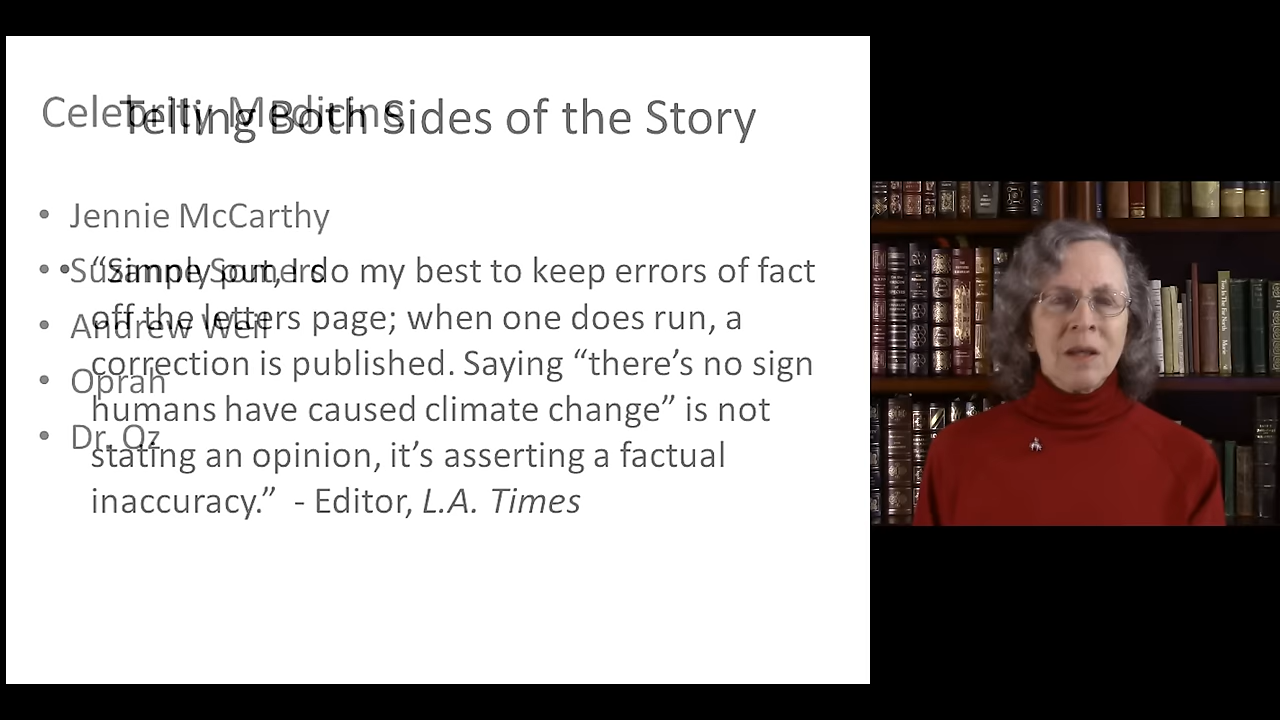 Celebrity Medicine
Telling Both Sides of the Story
• Jennie McCarthy
• Suzanne Somers
• Andrew Weil
• Oprah
• Dr. Oz
• “Simply put, I do my best to keep errors of fact
off the letters page; when one does run, a
correction is published. Saying “there’s no sign
humans have caused climate change” is not
stating an opinion, it’s asserting a factual
inaccuracy.” - Editor, L.A. Times